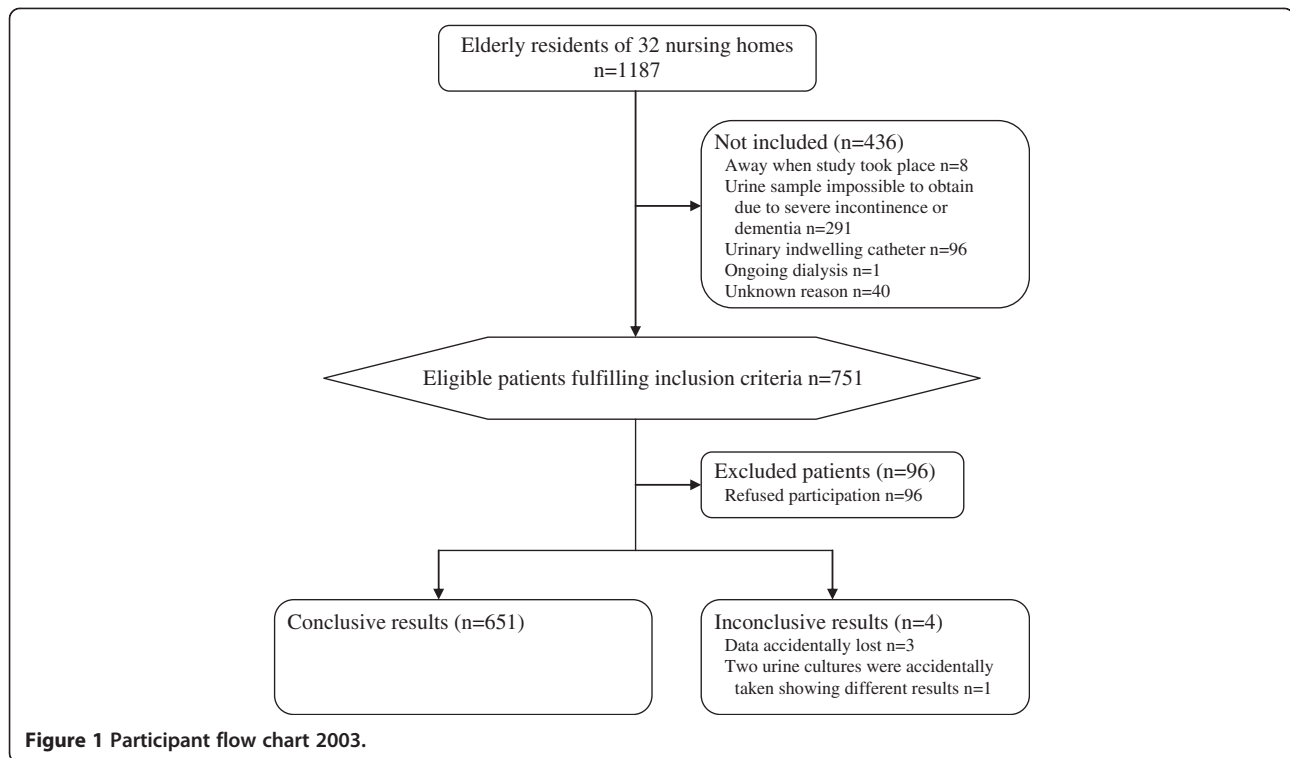 Elderly residents of 32 nursing homes
n=1187
Not included (n=436)
Away when study took place n=8
Urine sample impossible to obtain
due to severe incontinence or
dementia n=291
Urinary indwelling catheter n=96
Ongoing dialysis n=1
Unknown reason n=40
Eligible patients fulfilling inclusion criteria n=751
Excluded patients (n=96)
Refused participation n=96
Conclusive results (n=651)
Inconclusive results (n=4)
Data accidentally lost n=3
Two urine cultures were accidentally
taken showing different results n=1
Figure 1 Participant flow chart 2003.